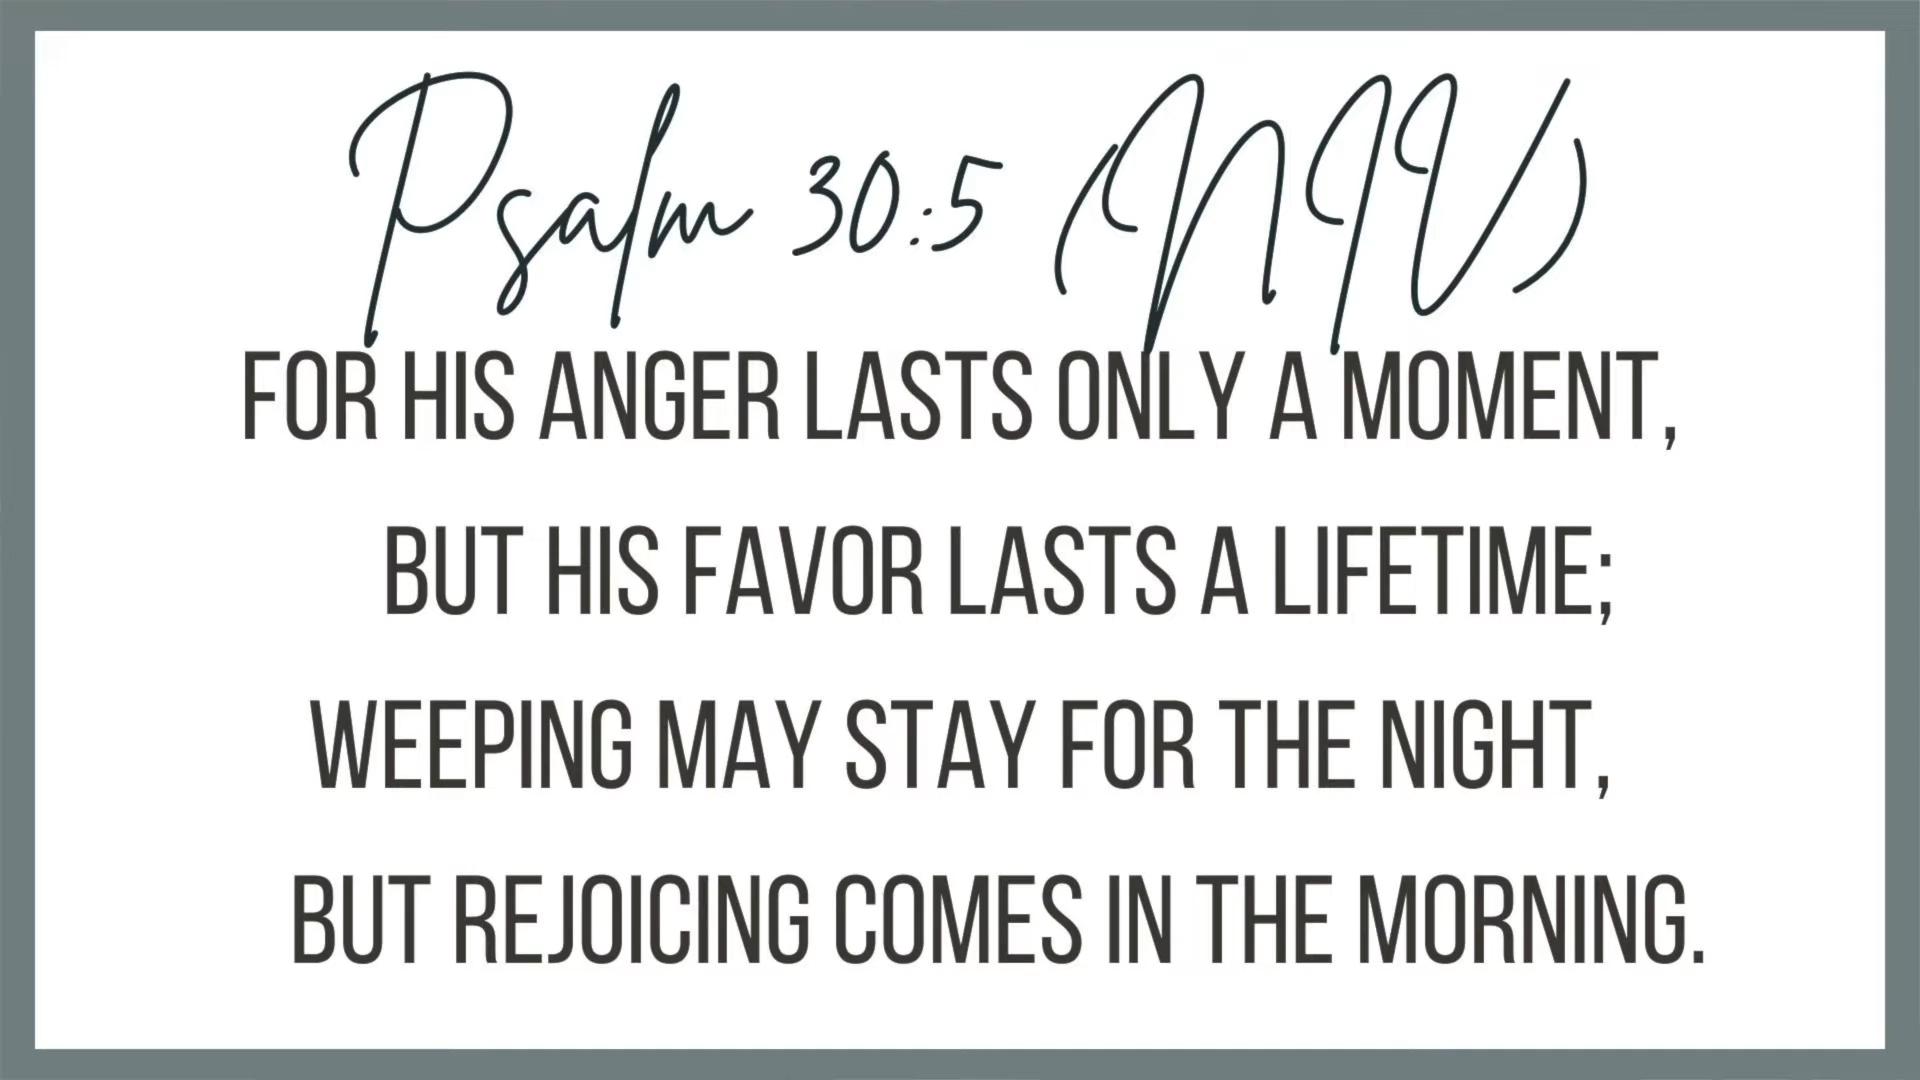 Psalm 30:5 (NIV)
FOR HIS ANGER LASTS ONLY A MOMENT,
BUT HIS FAVOR LASTS A LIFETIME;
WEEPING MAY STAY FOR THE NIGHT,
BUT REJOICING COMES IN THE MORNING.